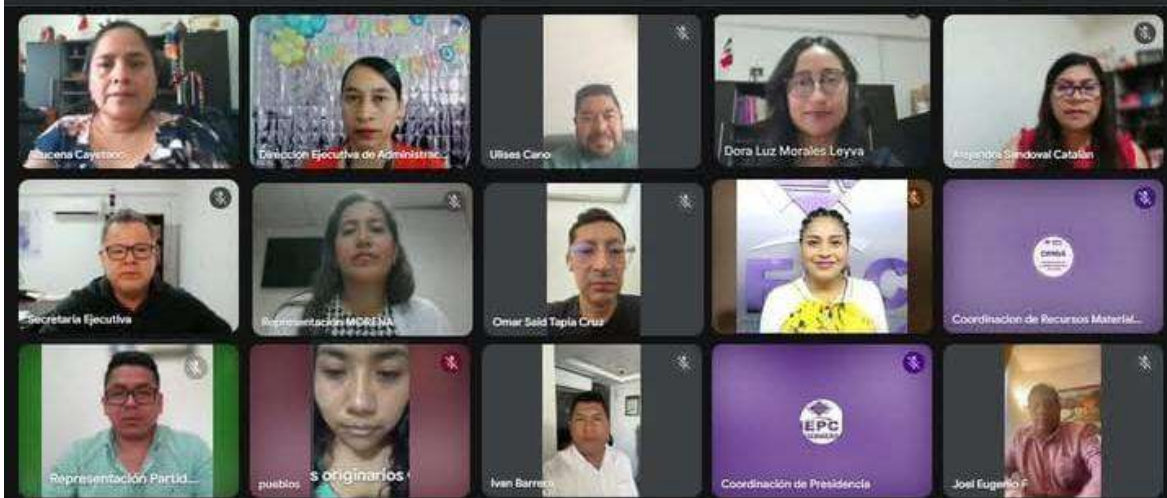 Azucena Cayetano
Dirección Ejecutiva de Administrac...
Ulises Cano
Dora Luz Morales Leyva
Alejandra Sandoval Catalán
Secretaría Ejecutiva
Representación MORENA
Omar Said Tapia Cruz
E C
Coordinacion de Recursos Material...
Representación Partid...
pueblos
s originarios
Ivan Barrera
EPC
Coordinación de Presidencia
Joel Eugenio F